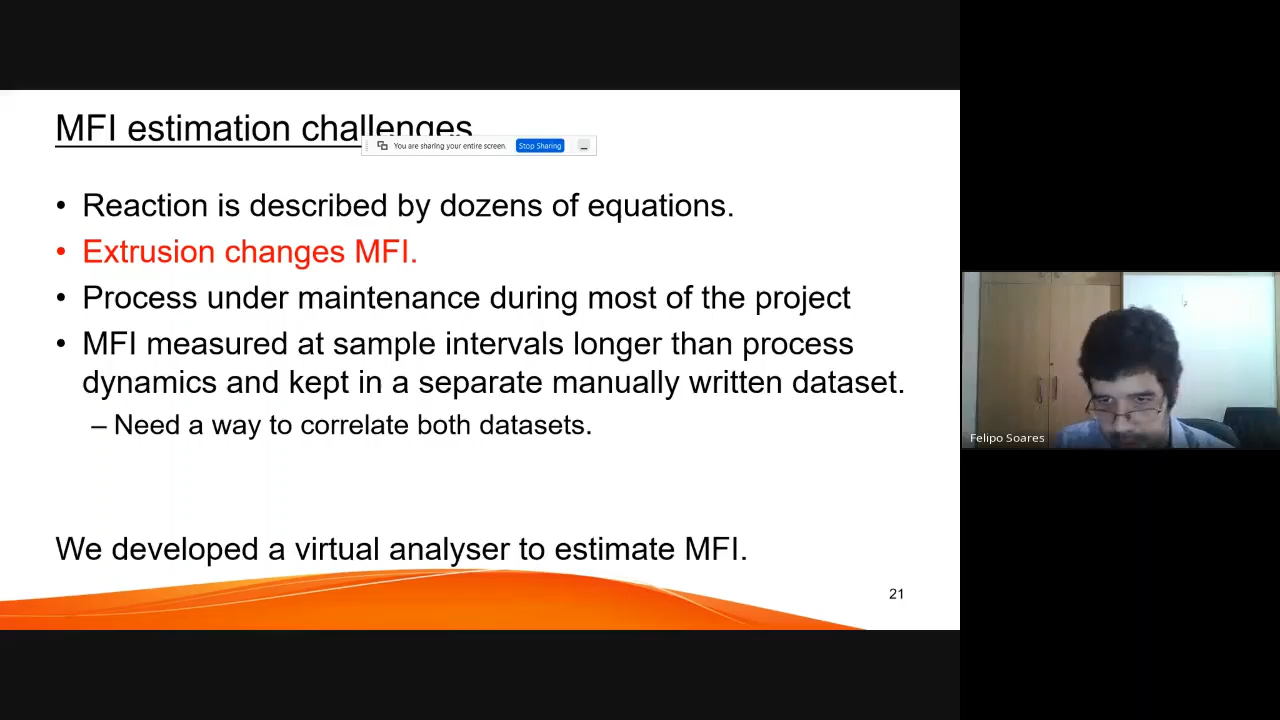 MFI estimation challenges
You are sharing your entire screen.
Stop Sharing
• Reaction is described by dozens of equations.
• Extrusion changes MFI.
• Process under maintenance during most of the project
• MFI measured at sample intervals longer than process
dynamics and kept in a separate manually written dataset.
– Need a way to correlate both datasets.
Felipo Soares
We developed a virtual analyser to estimate MFI.
21